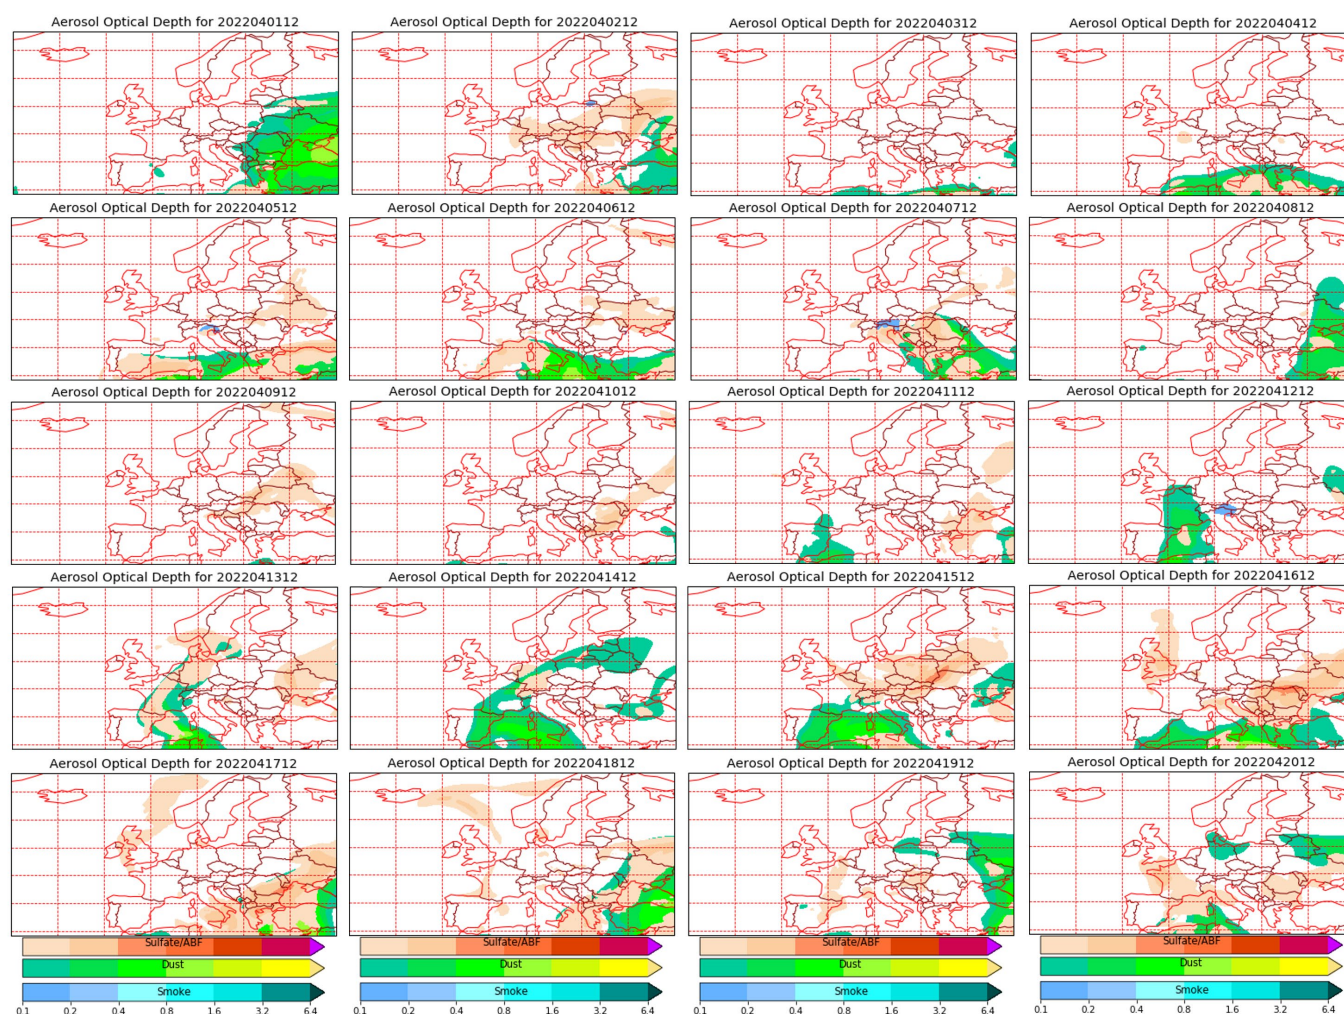 Aerosol Optical Depth for 2022040112
Aerosol Optical Depth for 2022040212
Aerosol Optical Depth for 2022040312
Aerosol Optical Depth for 2022040412
Aerosol Optical Depth for 2022040512
Aerosol Optical Depth for 2022040612
Aerosol Optical Depth for 2022040712
Aerosol Optical Depth for 2022040812
Aerosol Optical Depth for 2022040912
Aerosol Optical Depth for 2022041012
Aerosol Optical Depth for 2022041112
Aerosol Optical Depth for 2022041212
Aerosol Optical Depth for 2022041312
Aerosol Optical Depth for 2022041412
Aerosol Optical Depth for 2022041512
Aerosol Optical Depth for 2022041612
Aerosol Optical Depth for 2022041712
Aerosol Optical Depth for 2022041812
Aerosol Optical Depth for 2022041912
Aerosol Optical Depth for 2022042012
Sulfate/ABF
Dust
Smoke
0.1 0.2 0.4 0.8 1.6 3.2 6.4
Sulfate/ABF
Dust
Smoke
0.1 0.2 0.4 0.8 1.6 3.2 6.4
Sulfate/ABF
Dust
Smoke
0.1 0.2 0.4 0.8 1.6 3.2 6.4
Sulfate/ABF
Dust
Smoke
0.1 0.2 0.4 0.8 1.6 3.2 6.4